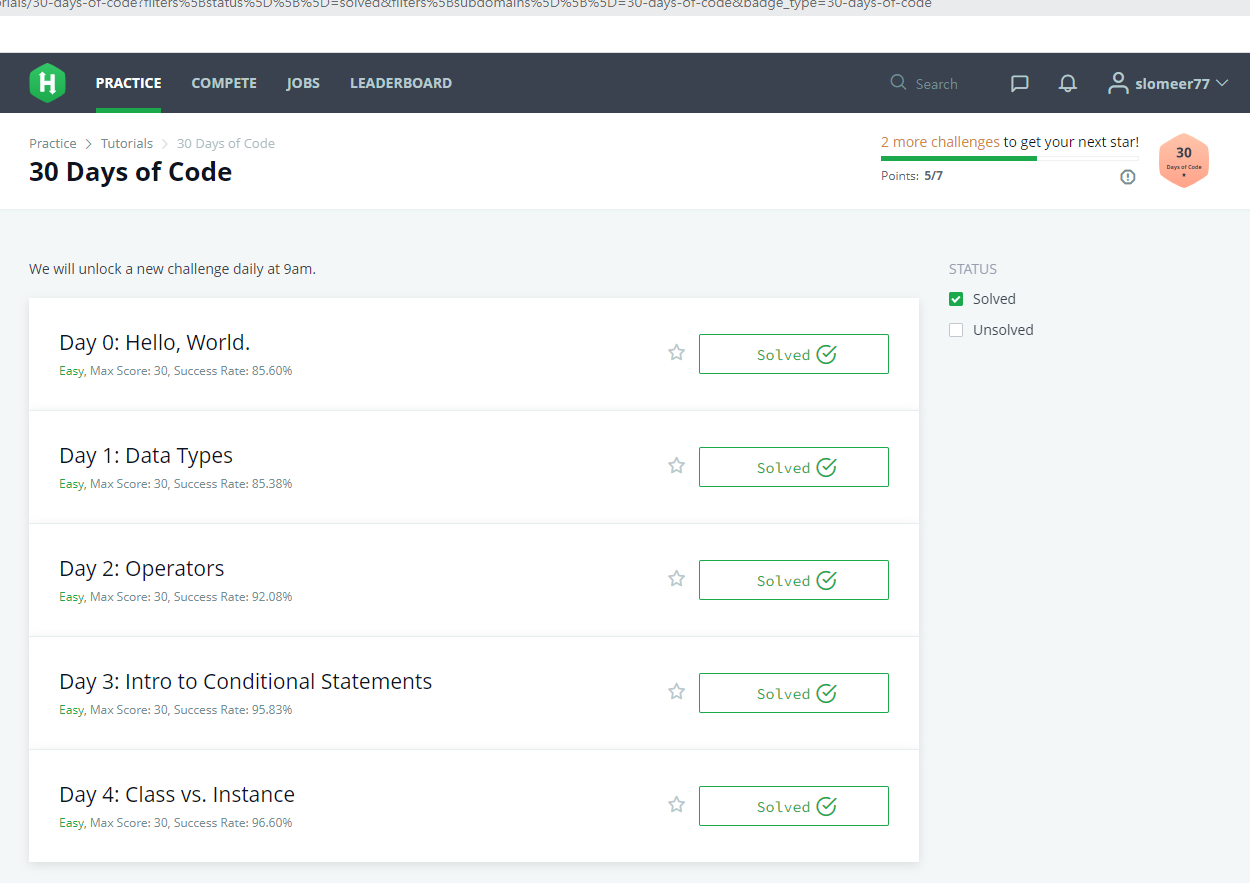 rials/30-days-of-code?filters%5Bstatus%5D%5B%5D=solved&filters%5Bsubdomains%5D%5B%5D=30-days-of-code&badge_type=30-days-of-code
H PRACTICE COMPETE JOBS LEADERBOARD Search slomeer77
Practice Tutorials 30 Days of Code
30 Days of Code
2 more challenges to get your next star!
Points: 5/7
30
Days of Code
We will unlock a new challenge daily at 9am.
STATUS
Solved
Unsolved
Day 0: Hello, World.
Easy, Max Score: 30, Success Rate: 85.60%
Solved
Day 1: Data Types
Easy, Max Score: 30, Success Rate: 85.38%
Solved
Day 2: Operators
Easy, Max Score: 30, Success Rate: 92.08%
Solved
Day 3: Intro to Conditional Statements
Easy, Max Score: 30, Success Rate: 95.83%
Solved
Day 4: Class vs. Instance
Easy, Max Score: 30, Success Rate: 96.60%
Solved